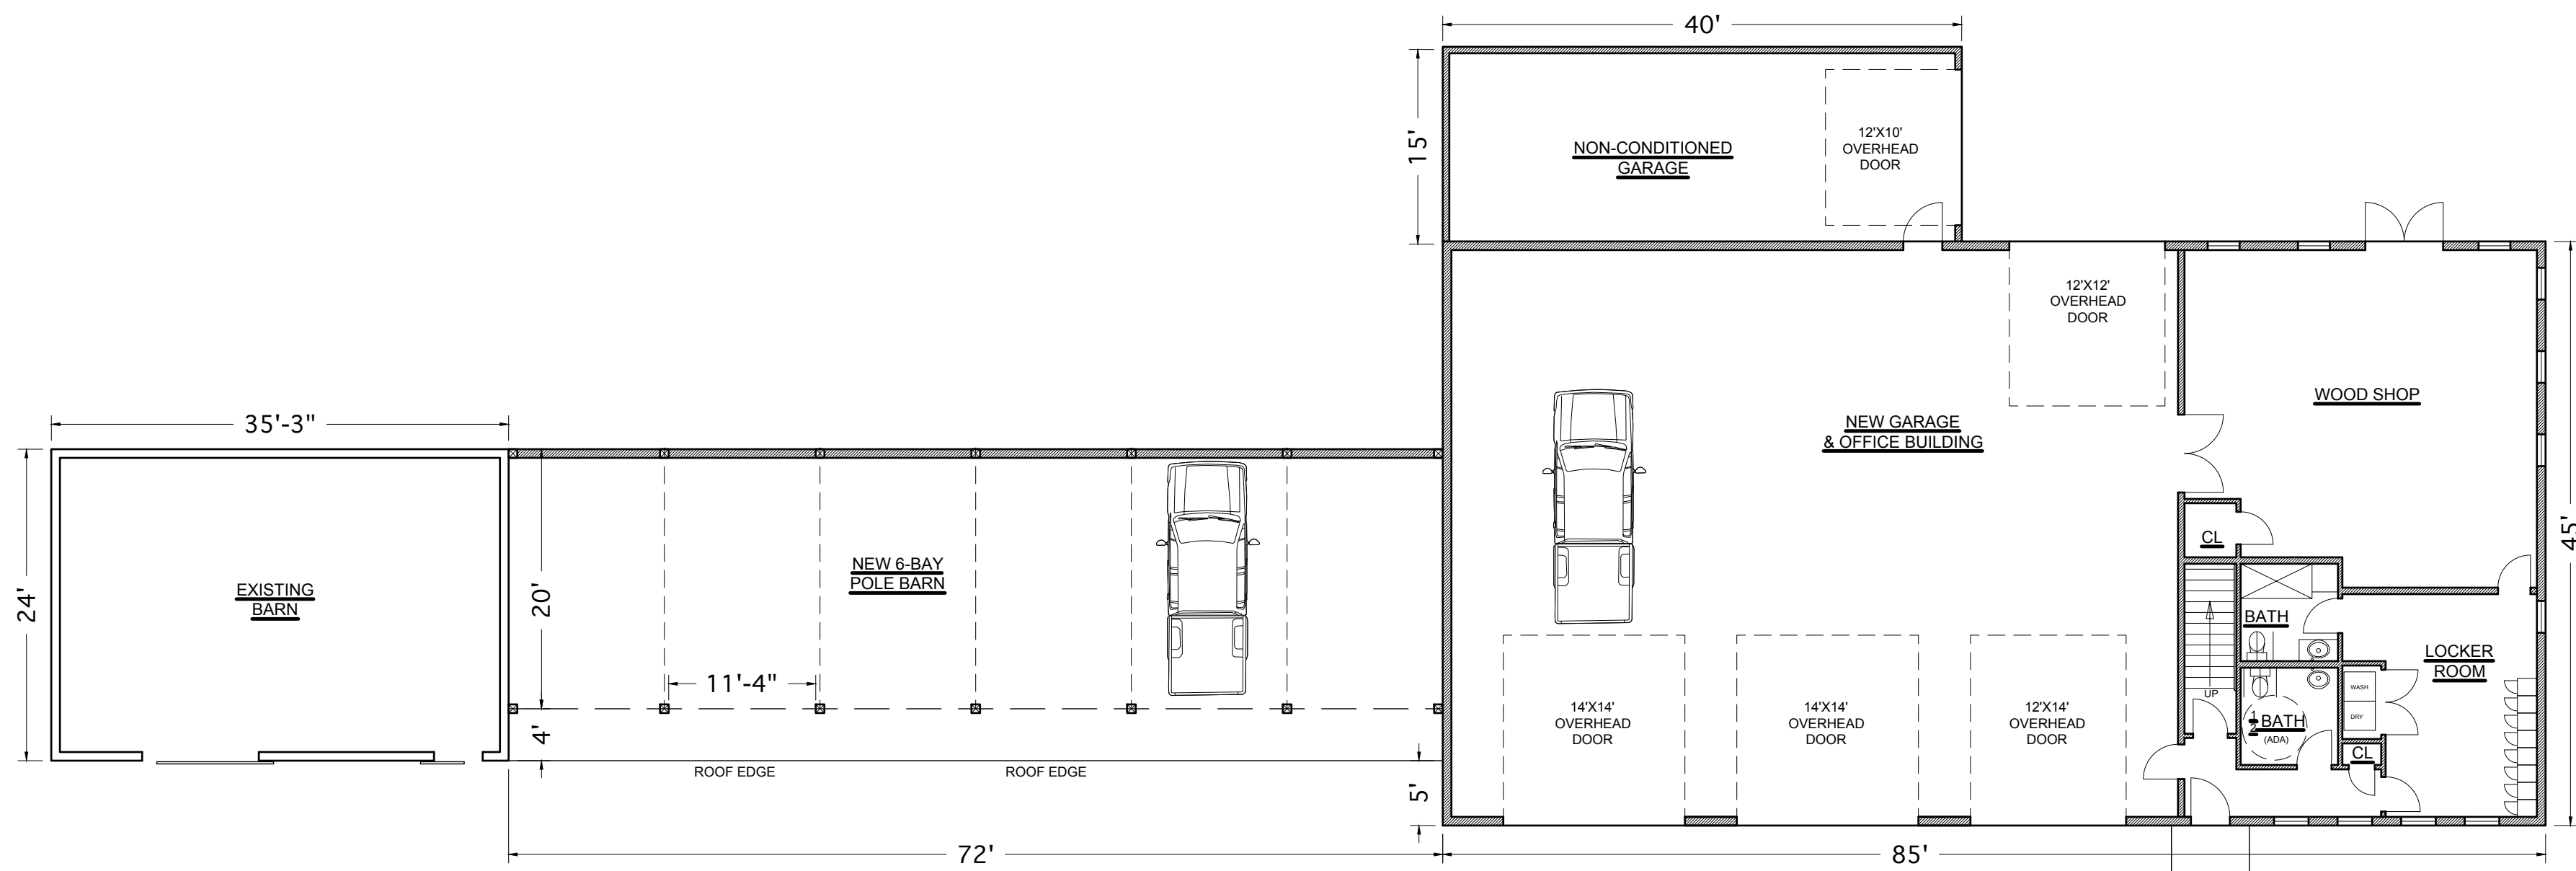 40'
15'
NON-CONDITIONED
GARAGE
12'X10'
OVERHEAD
DOOR
12'X12'
OVERHEAD
DOOR
WOOD SHOP
45'
35'-3"
24'
EXISTING
BARN
20'
4'
NEW 6-BAY
POLE BARN
11'-4"
ROOF EDGE
ROOF EDGE
5'
NEW GARAGE
& OFFICE BUILDING
14'X14'
OVERHEAD
DOOR
14'X14'
OVERHEAD
DOOR
12'X14'
OVERHEAD
DOOR
CL
UP
BATH
1/2 BATH
(ADA)
WASH
DRY
CL
LOCKER
ROOM
72'
85'